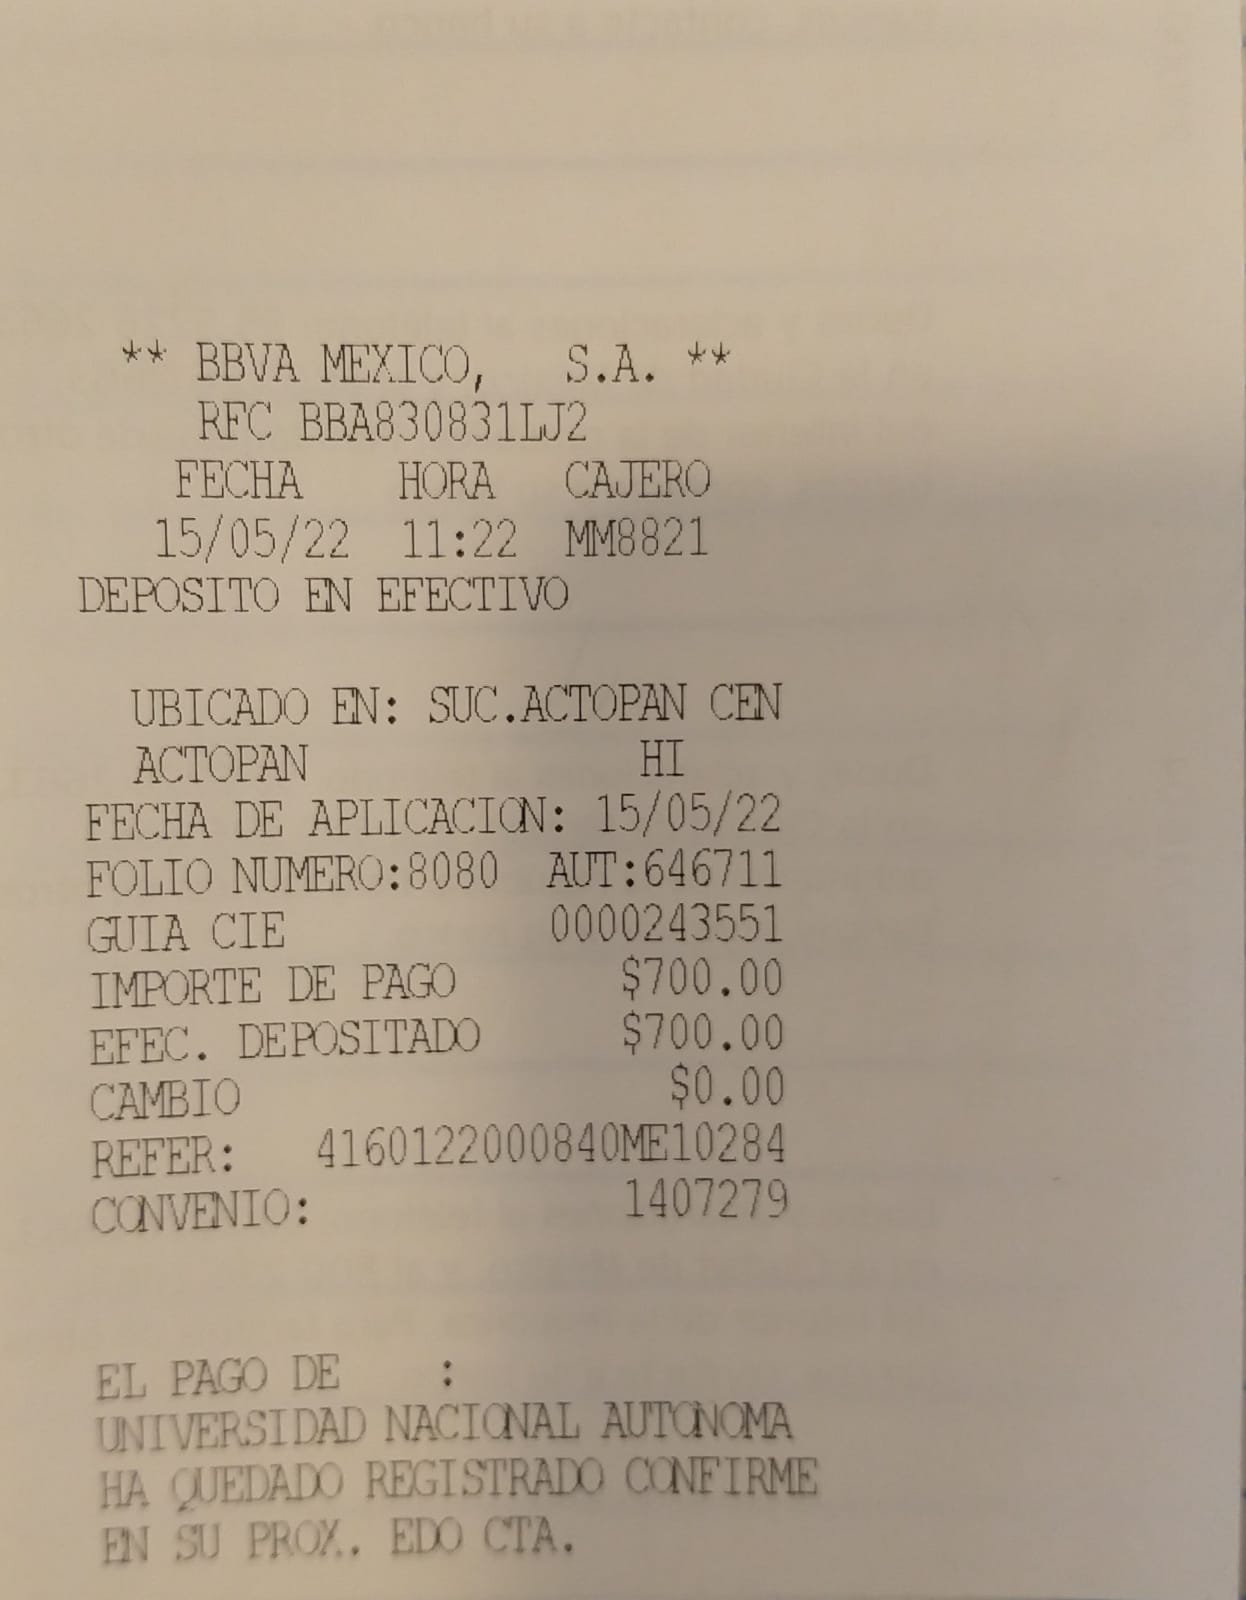 ** BBVA MEXICO, S.A. **
RFC BBA830831LJ2
FECHA HORA CAJERO
15/05/22 11:22 MM8821
DEPOSITO EN EFECTIVO
UBICADO EN: SUC.ACTOPAN CEN
ACTOPAN HI
FECHA DE APLICACION: 15/05/22
FOLIO NUMERO:8080 AUT:646711
GUIA CIE 0000243551
IMPORTE DE PAGO $700.00
EFEC. DEPOSITADO $700.00
CAMBIO $0.00
REFER: 4160122000840ME10284
CONVENIO: 1407279
EL PAGO DE :
UNIVERSIDAD NACIONAL AUTONOMA
HA QUEDADO REGISTRADO CONFIRME
EN SU PROX. EDO CTA.